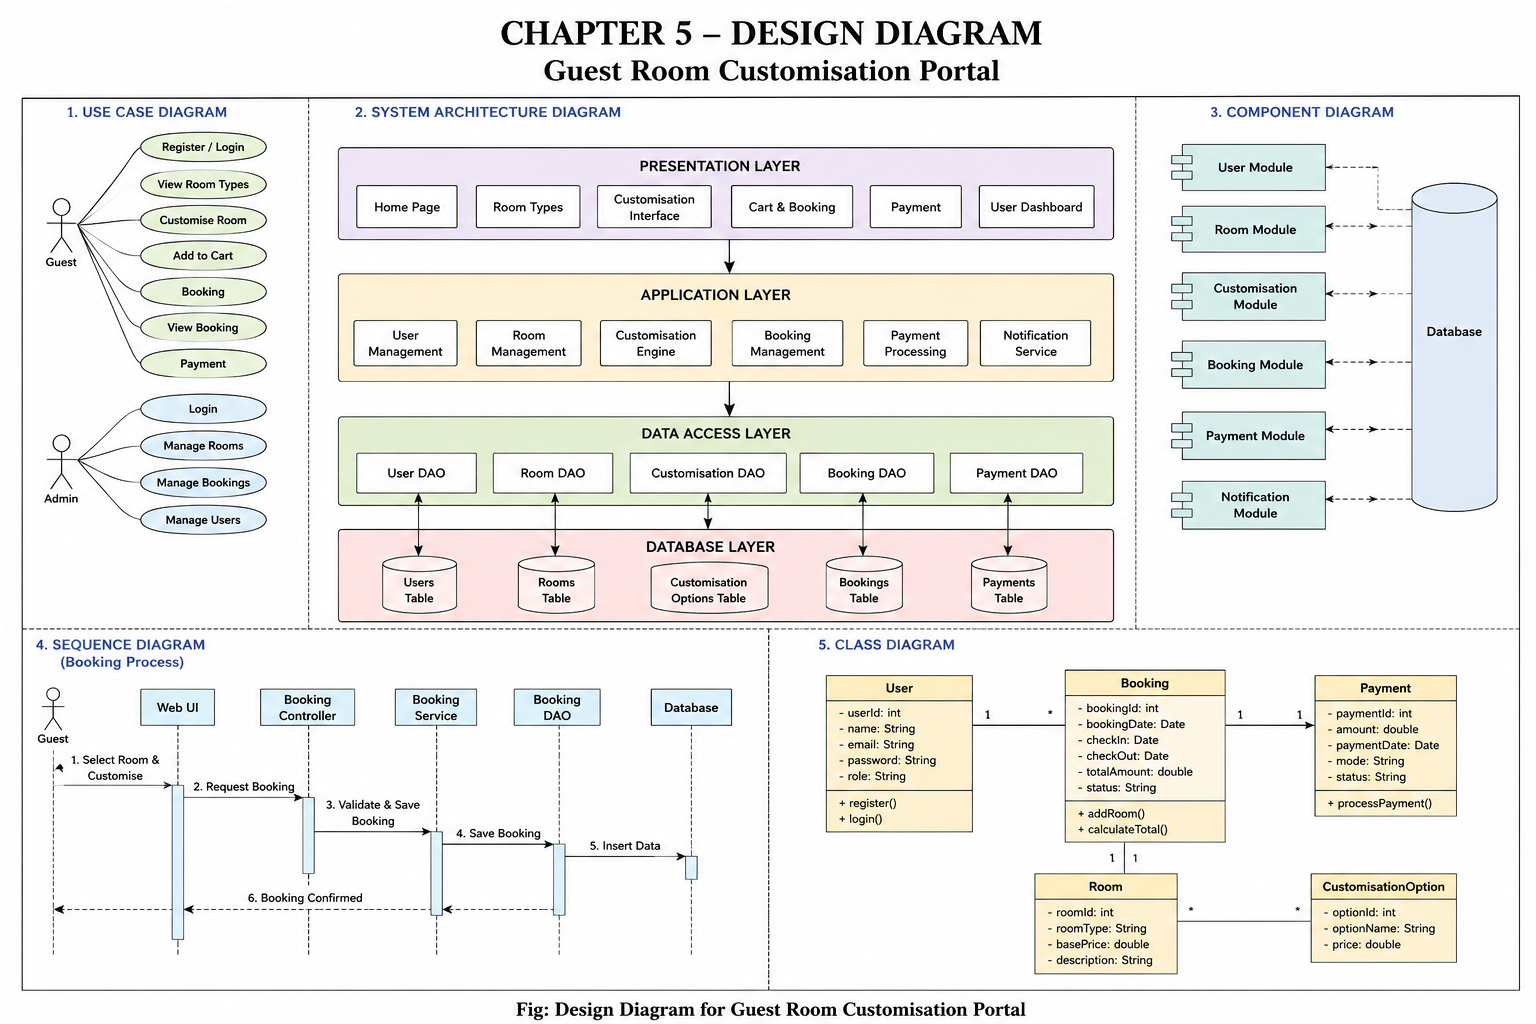 CHAPTER 5 – DESIGN DIAGRAM
Guest Room Customisation Portal
1. USE CASE DIAGRAM
Register / Login
View Room Types
Customise Room
Add to Cart
Booking
View Booking
Payment
Guest
Login
Manage Rooms
Manage Bookings
Manage Users
Admin
2. SYSTEM ARCHITECTURE DIAGRAM
PRESENTATION LAYER
Home Page
Room Types
Customisation
Interface
Cart & Booking
Payment
User Dashboard
APPLICATION LAYER
User
Management
Room
Management
Customisation
Engine
Booking
Management
Payment
Processing
Notification
Service
DATA ACCESS LAYER
User DAO
Room DAO
Customisation DAO
Booking DAO
Payment DAO
DATABASE LAYER
Users
Table
Rooms
Table
Customisation
Options Table
Bookings
Table
Payments
Table
3. COMPONENT DIAGRAM
User Module
Room Module
Customisation
Module
Booking Module
Payment Module
Notification
Module
Database
4. SEQUENCE DIAGRAM
(Booking Process)
Guest
Web UI
Booking
Controller
Booking
Service
Booking
DAO
Database
1. Select Room &
Customise
2. Request Booking
3. Validate & Save
Booking
4. Save Booking
5. Insert Data
6. Booking Confirmed
5. CLASS DIAGRAM
User
- userId: int
- name: String
- email: String
- password: String
- role: String
+ register()
+ login()
1
*
Booking
- bookingId: int
- bookingDate: Date
- checkIn: Date
- checkOut: Date
- totalAmount: double
- status: String
+ addRoom()
+ calculateTotal()
1
1
Payment
- paymentId: int
- amount: double
- paymentDate: Date
- mode: String
- status: String
+ processPayment()
1
1
Room
- roomId: int
- roomType: String
- basePrice: double
- description: String
*
*
CustomisationOption
- optionId: int
- optionName: String
- price: double
Fig: Design Diagram for Guest Room Customisation Portal